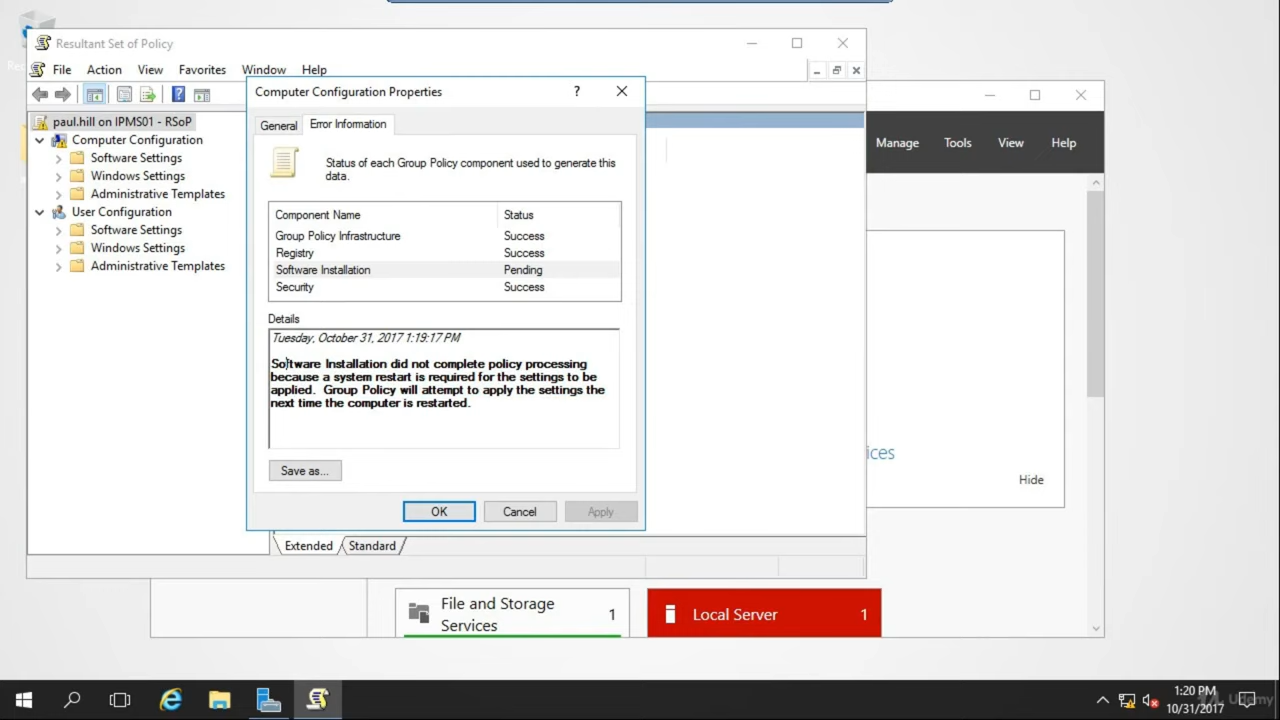 Resultant Set of Policy
File Action View Favorites Window Help
paul.hill on IPMS01 - RSoP
Computer Configuration
Software Settings
Windows Settings
Administrative Templates
User Configuration
Software Settings
Windows Settings
Administrative Templates
Computer Configuration Properties
?
General
Error Information
Status of each Group Policy component used to generate this
data.
Component Name Status
Group Policy Infrastructure Success
Registry Success
Software Installation Pending
Security Success
Details
Tuesday, October 31, 2017 1:19:17 PM
Software Installation did not complete policy processing
because a system restart is required for the settings to be
applied. Group Policy will attempt to apply the settings the
next time the computer is restarted.
Save as...
OK Cancel Apply
Extended Standard
Manage Tools View Help
ices
Hide
File and Storage
Services
1
Local Server 1
1:20 PM
10/31/2017
Udemy